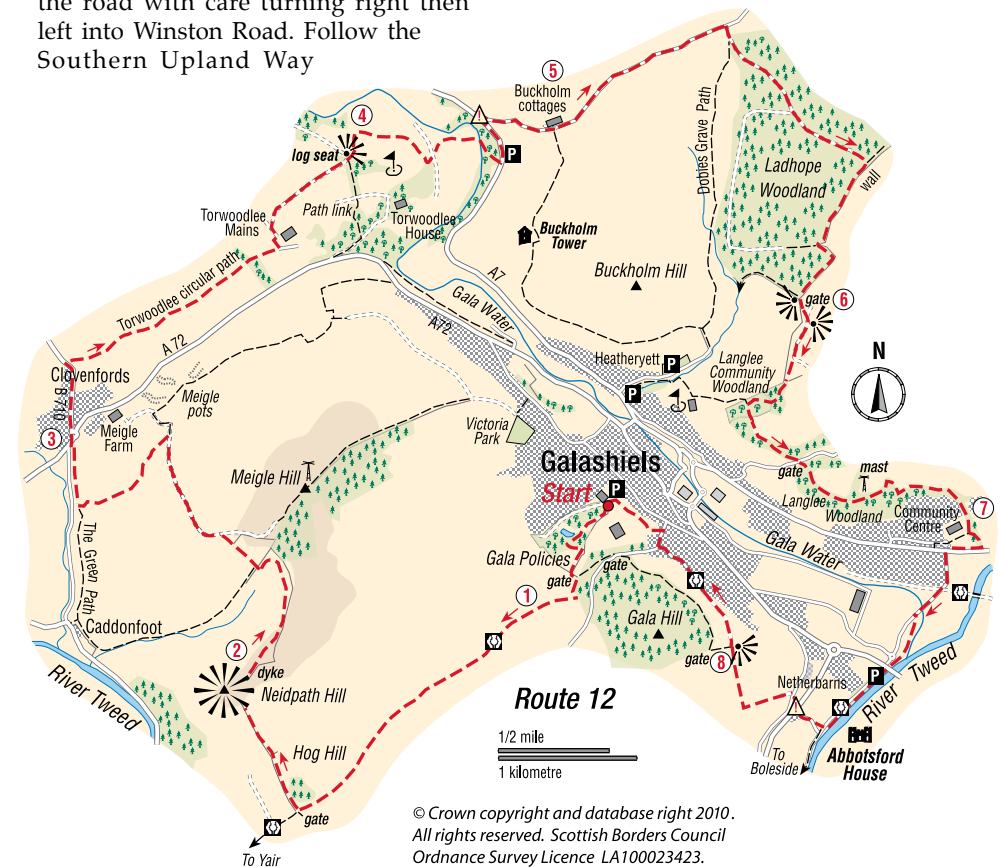 the road with care turning right then
left into Winston Road. Follow the
Southern Upland Way
5
Buckholm
cottages
4
log seat
P
Dobies Grave Path
Ladhope
Woodland
wall
Path link
Torwoodlee
House
Torwoodlee
Mains
Buckholm
Tower
A7
Buckholm Hill
Torwoodlee circular path
Gala Water
A72
A 72
gate
6
N
Heatheryett
P
P
Langlee
Community
Woodland
Clovenfords
B 710
Meigle
pots
Meigle
Farm
3
Victoria
Park
Galashiels
Start
P
Meigle Hill
gate
mast
Langlee
Woodland
Community
Centre
7
Gala Water
The Green Path
Gala Policies
gate
gate
1
Gala Hill
Caddonfoot
2
dyke
Neidpath Hill
gate
8
River Tweed
Netherbarns
P
River Tweed
Route 12
Hog Hill
1/2 mile
1 kilometre
To
Boleside
Abbotsford
House
gate
To Yair
© Crown copyright and database right 2010.
All rights reserved. Scottish Borders Council
Ordnance Survey Licence LA100023423.